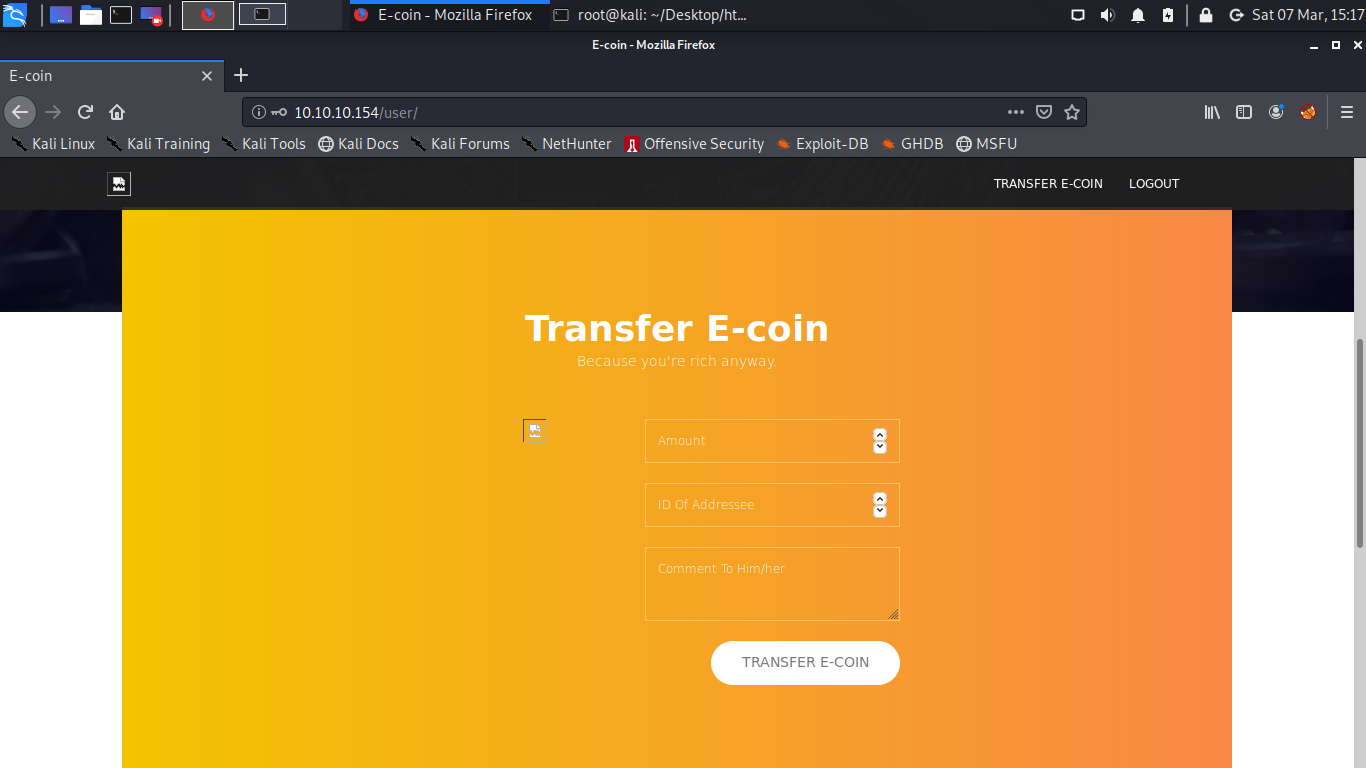 E-coin - Mozilla Firefox
root@kali: ~/Desktop/ht...
Sat 07 Mar, 15:17
E-coin - Mozilla Firefox
E-coin
10.10.10.154/user/
Kali Linux
Kali Training
Kali Tools
Kali Docs
Kali Forums
NetHunter
Offensive Security
Exploit-DB
GHDB
MSFU
TRANSFER E-COIN
LOGOUT
Transfer E-coin
Because you're rich anyway.
Amount
ID Of Addressee
Comment To Him/her
TRANSFER E-COIN